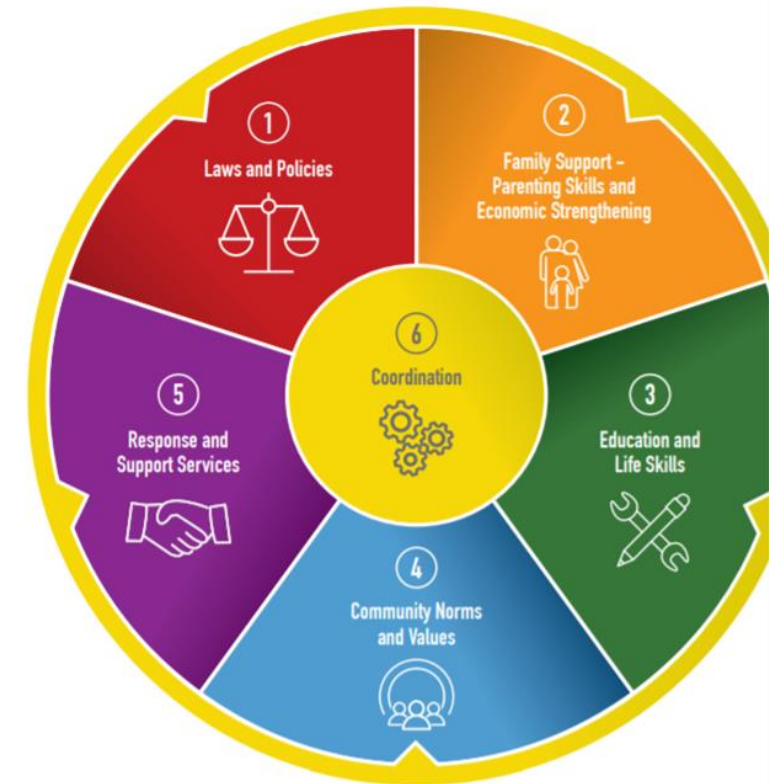 1
Laws and Policies
2
Family Support –
Parenting Skills and
Economic Strengthening
3
Education and
Life Skills
4
Community Norms
and Values
5
Response and
Support Services
6
Coordination